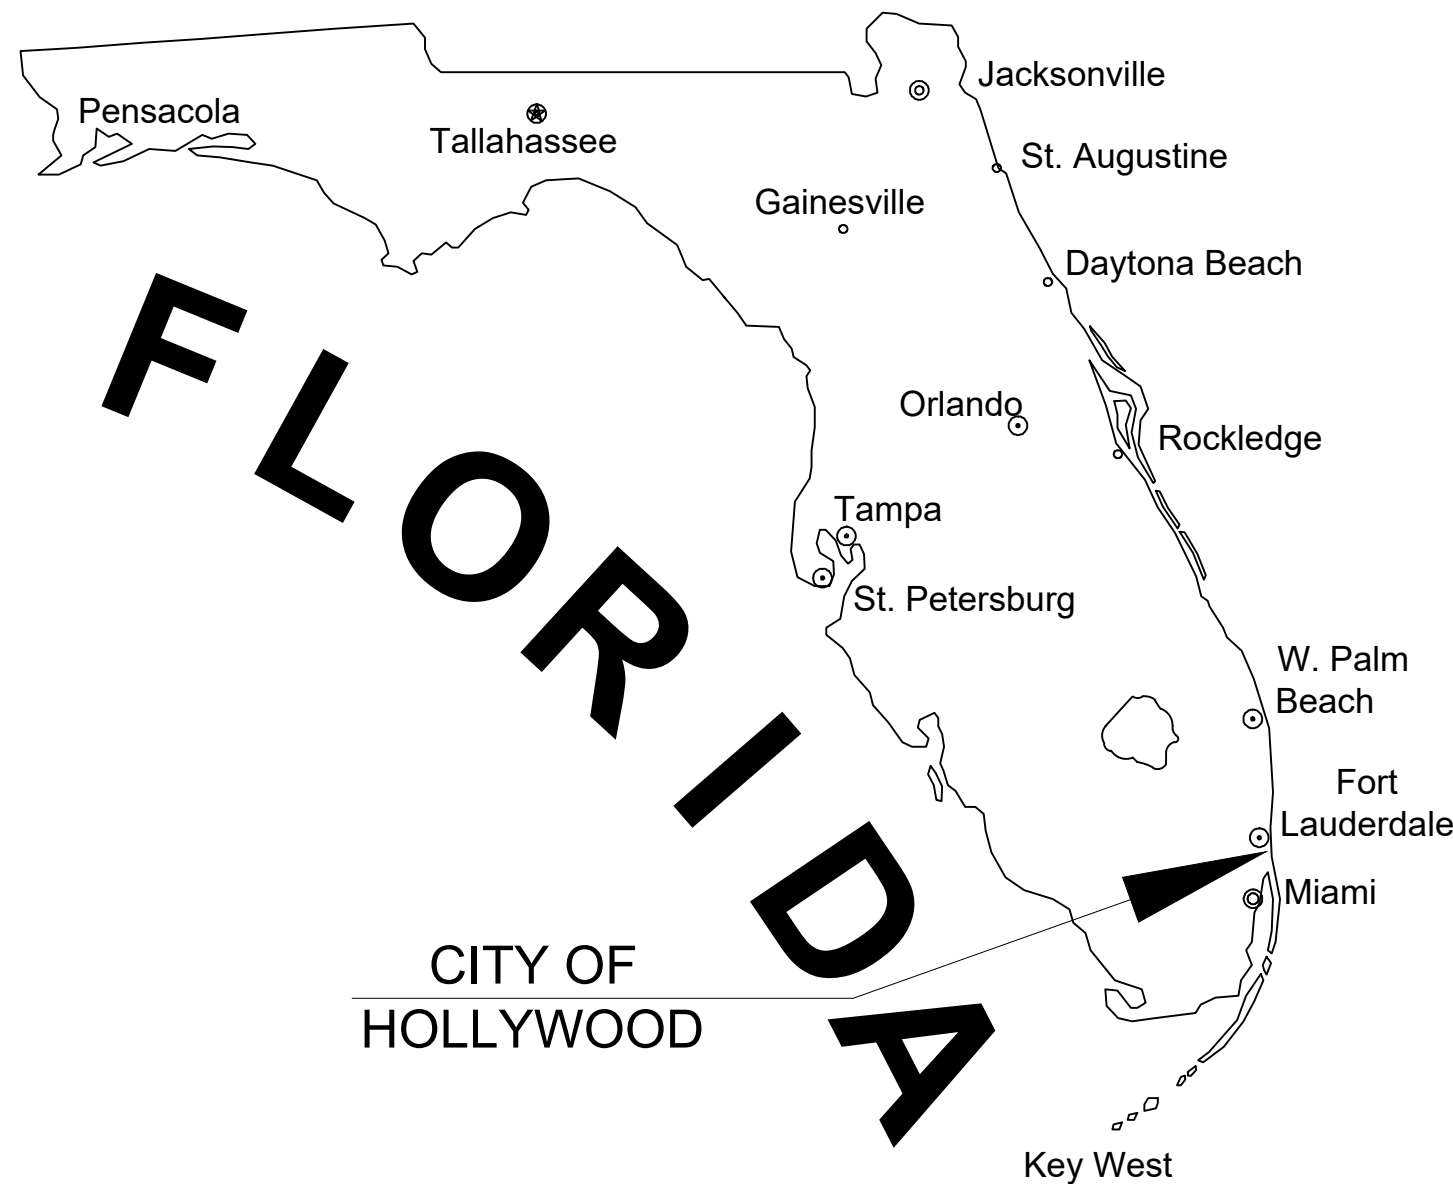 Jacksonville
Pensacola
Tallahassee
St. Augustine
Gainesville
Daytona Beach
FLORIDA
Orlando
Rockledge
Tampa
St. Petersburg
W. Palm
Beach
Fort
Lauderdale
Miami
CITY OF
HOLLYWOOD
Key West